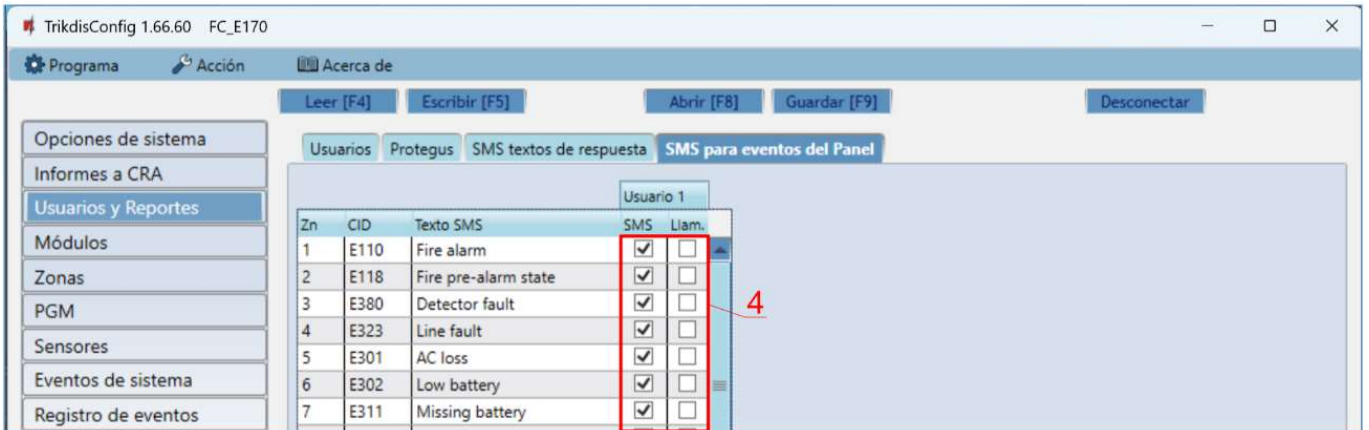 TrikdisConfig 1.66.60 FC_E170
Programa Acción Acerca de
Leer [F4] Escribir [F5] Abrir [F8] Guardar [F9] Desconectar
Opciones de sistema
Informes a CRA
Usuarios y Reportes
Módulos
Zonas
PGM
Sensores
Eventos de sistema
Registro de eventos
Usuarios Protegus SMS textos de respuesta SMS para eventos del Panel
Usuario 1
Zn CID Texto SMS SMS Llam.
1 E110 Fire alarm
2 E118 Fire pre-alarm state
3 E380 Detector fault
4 E323 Line fault
5 E301 AC loss
6 E302 Low battery
7 E311 Missing battery
4